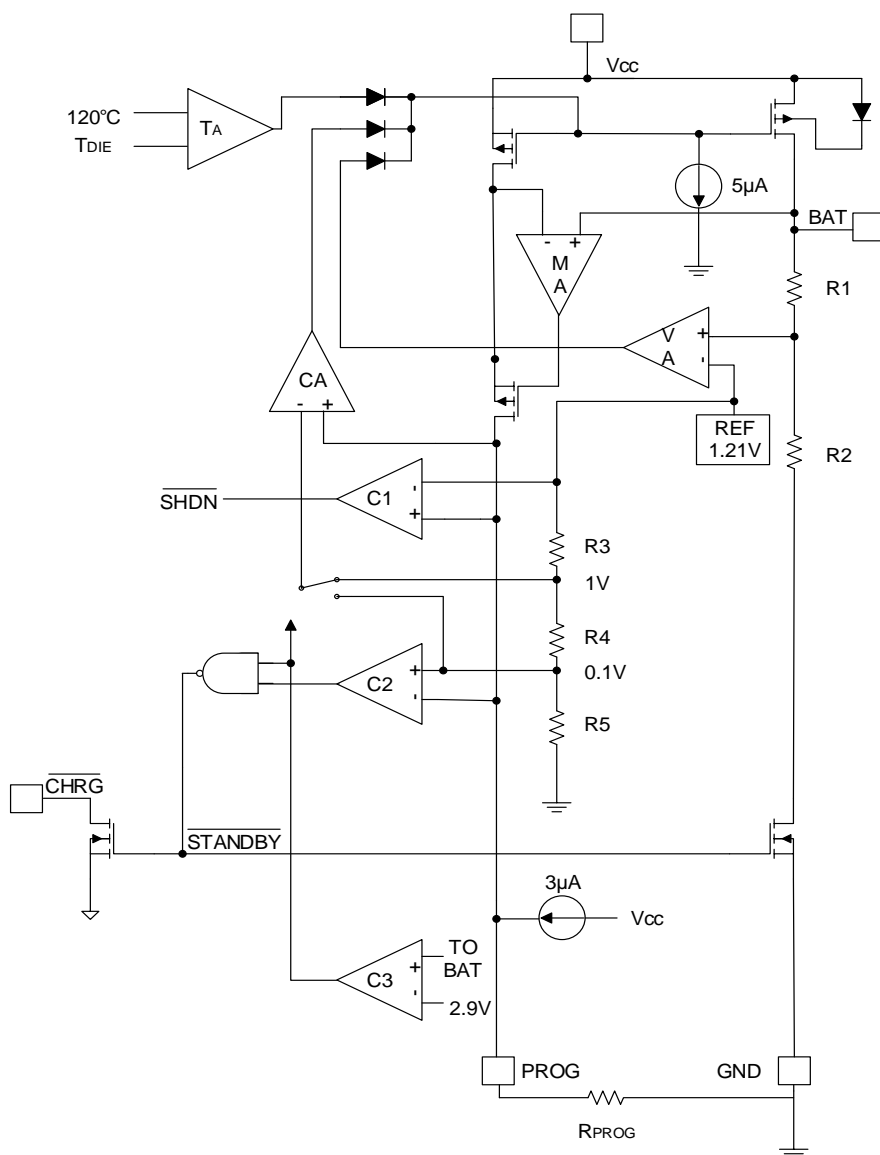 Vcc
120°C
TA
TDIE
5µA
BAT
- +
M
A
R1
V
A
+
-
CA
- +
REF
1.21V
R2
SHDN
C1
-
+
R3
1V
R4
0.1V
C2
+
-
R5
CHRG
STANDBY
3µA
Vcc
C3
+
-
TO
BAT
2.9V
PROG
GND
RPROG